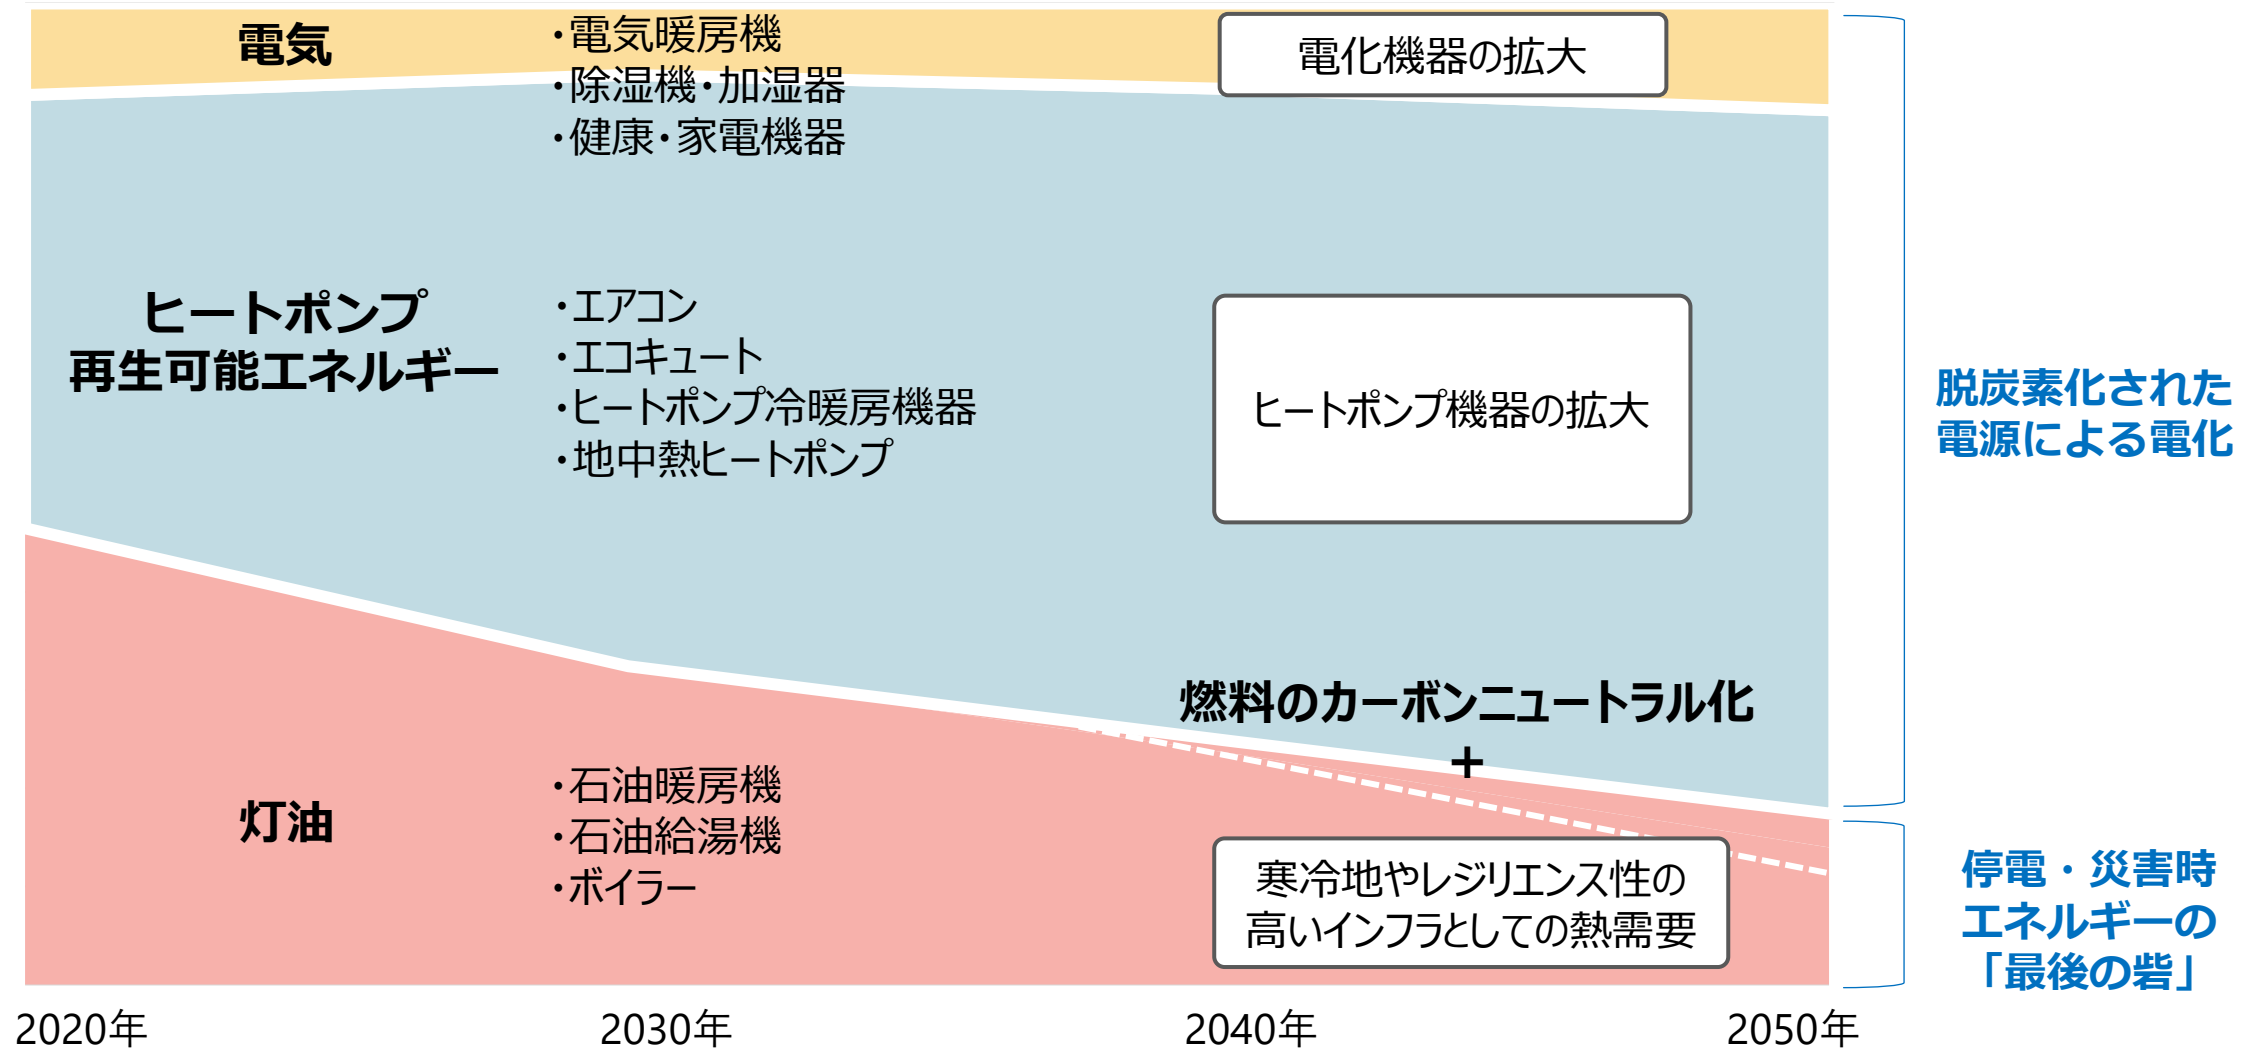 電気
・電気暖房機
・除湿機・加湿器
・健康・家電機器
電化機器の拡大
ヒートポンプ
再生可能エネルギー
・エアコン
・エコキュート
・ヒートポンプ冷暖房機器
・地中熱ヒートポンプ
ヒートポンプ機器の拡大
脱炭素化された
電源による電化
燃料のカーボンニュートラル化
+
灯油
・石油暖房機
・石油給湯機
・ボイラー
寒冷地やレジリエンス性の
高いインフラとしての熱需要
停電・災害時
エネルギーの
「最後の砦」
2020年
2030年
2040年
2050年